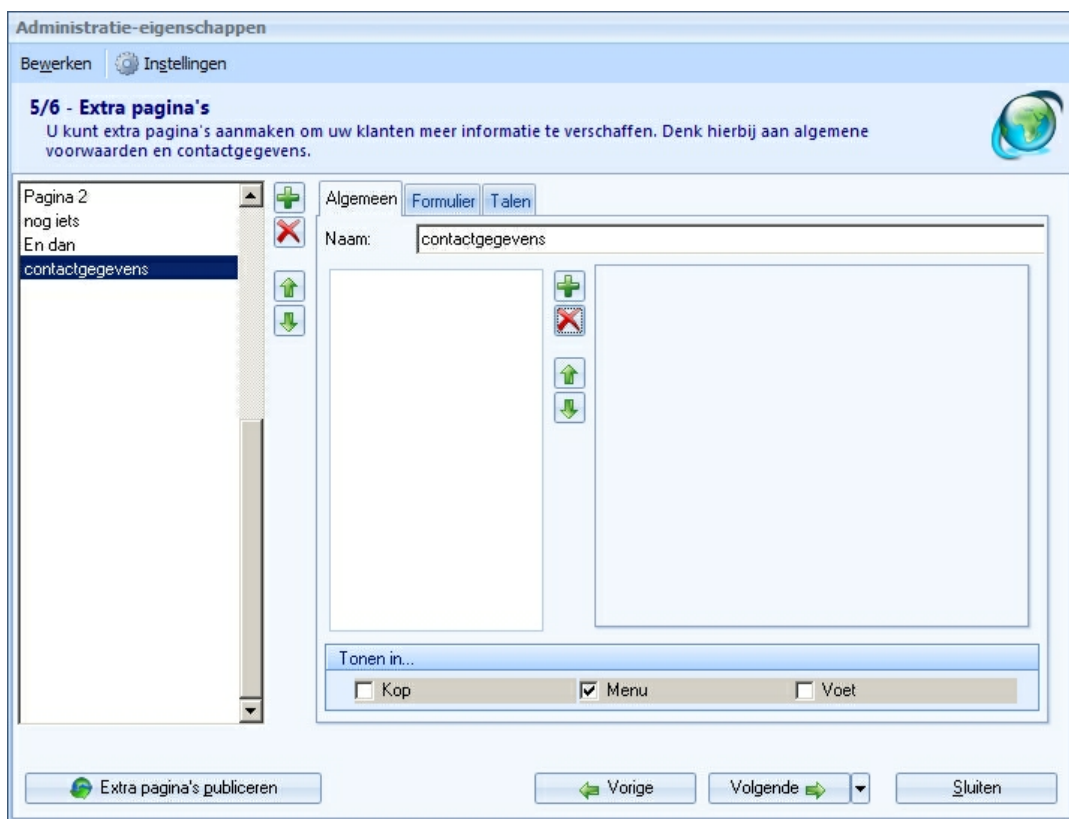 Administratie-eigenschappen
Bewerken Instellingen
5/6 - Extra pagina's
U kunt extra pagina's aanmaken om uw klanten meer informatie te verschaffen. Denk hierbij aan algemene
voorwaarden en contactgegevens.
Pagina 2
nog iets
En dan
contactgegevens
Algemeen Formulier Talen
Naam: contactgegevens
Tonen in...
Kop Menu Voet
Extra pagina's publiceren Vorige Volgende Sluiten